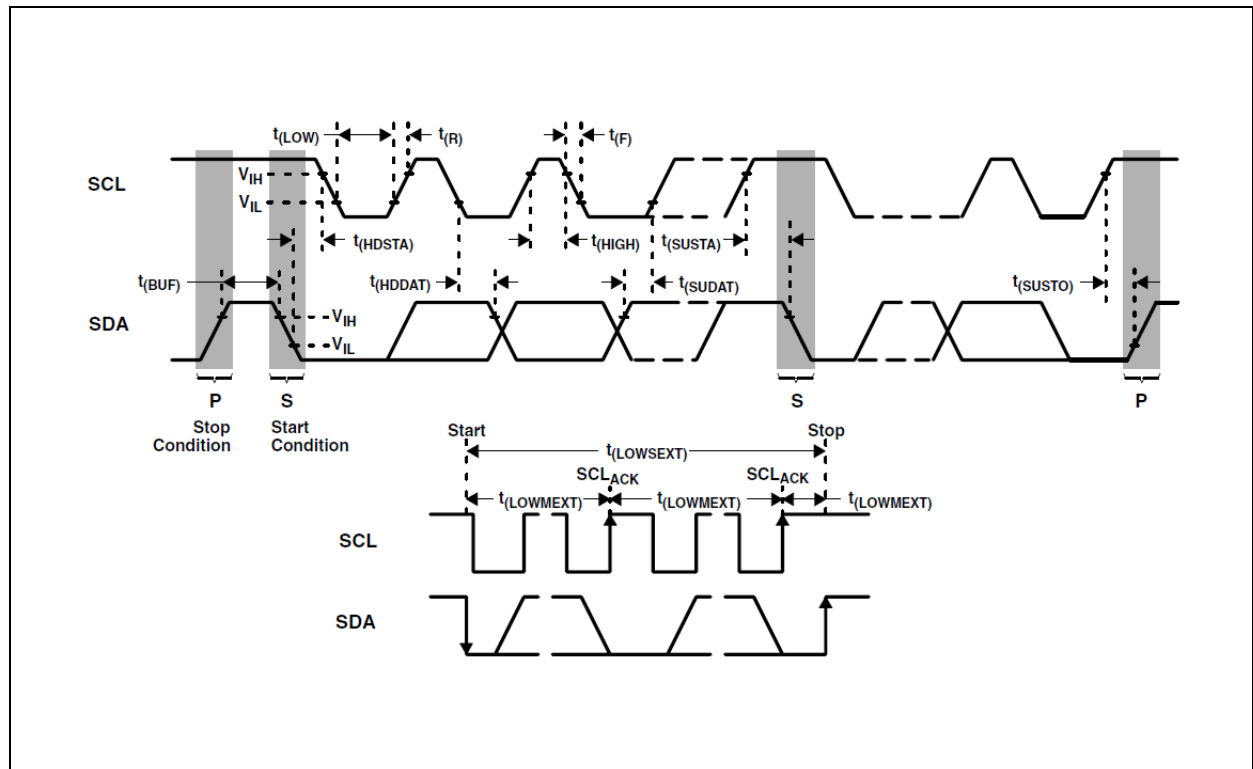 t(LOW) t(R) t(F)
SCL
VIH
VIL
t(HDSTA) t(HIGH) t(SUSTA)
t(BUF) t(HDDAT) t(SUDAT) t(SUSTO)
SDA
VIH
VIL
P S S P
Stop Condition
Start Condition
Start Stop
t(LOWSEXT)
SCLACK SCLACK
t(LOWMEXT) t(LOWMEXT) t(LOWMEXT)
SCL
SDA